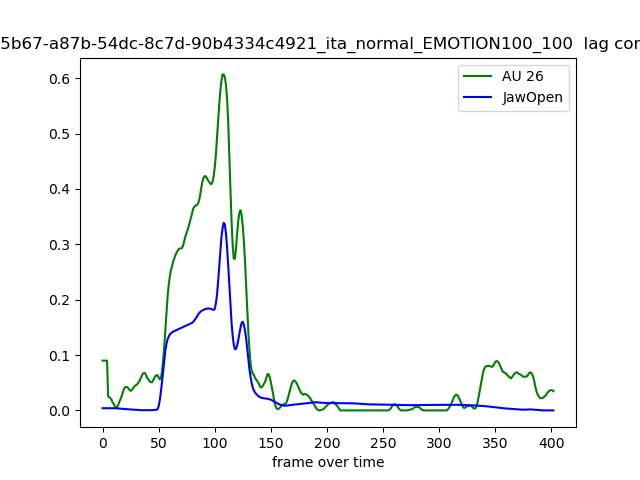 5b67-a87b-54dc-8c7d-90b4334c4921_ita_normal_EMOTION100_100  lag cor
AU 26
JawOpen
0.6
0.5
0.4
0.3
0.2
0.1
0.0
0 50 100 150 200 250 300 350 400
frame over time